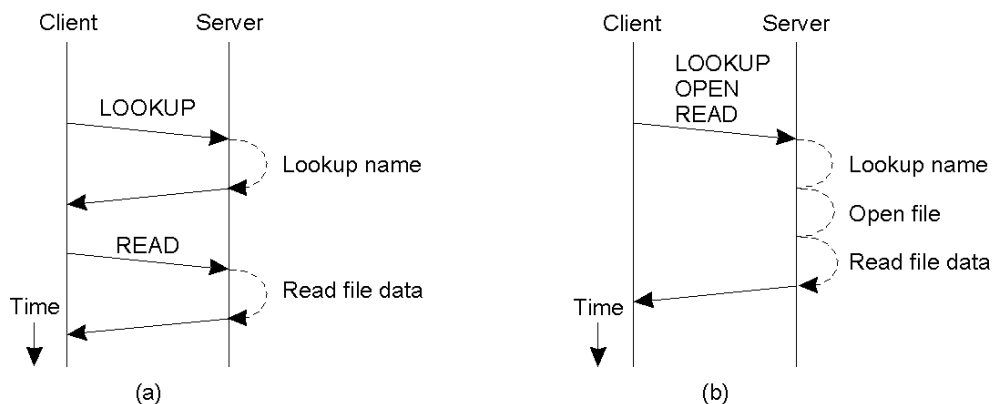 Client
Server
LOOKUP
Lookup name
READ
Read file data
Time
(a)
Client
Server
LOOKUP
OPEN
READ
Lookup name
Open file
Read file data
Time
(b)